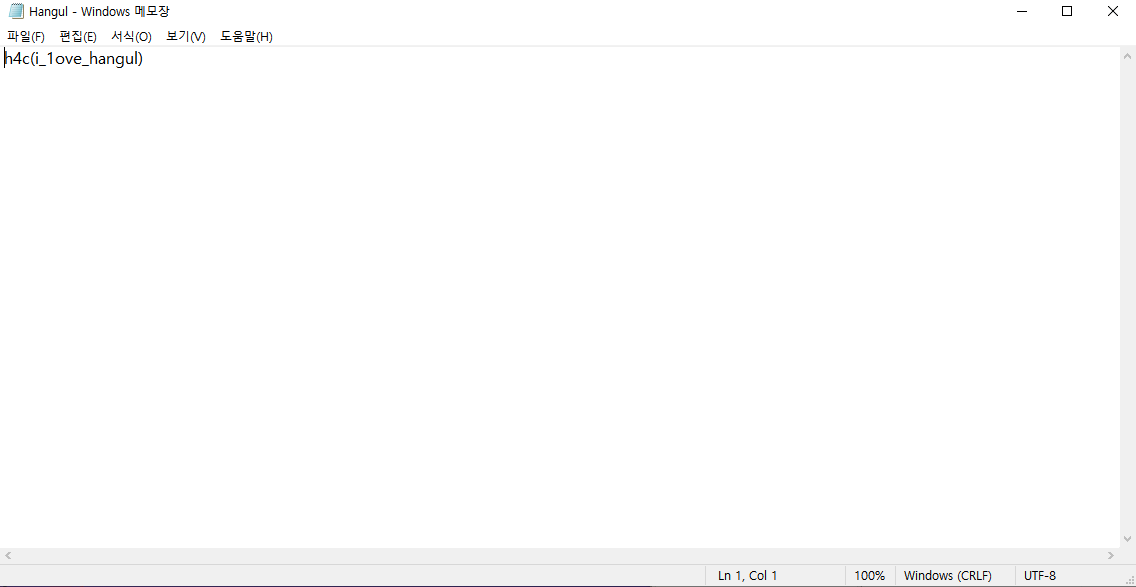 Hangul - Windows 메모장
파일(F) 편집(E) 서식(O) 보기(V) 도움말(H)
h4c(i_1ove_hangul)
Ln 1, Col 1 100% Windows (CRLF) UTF-8